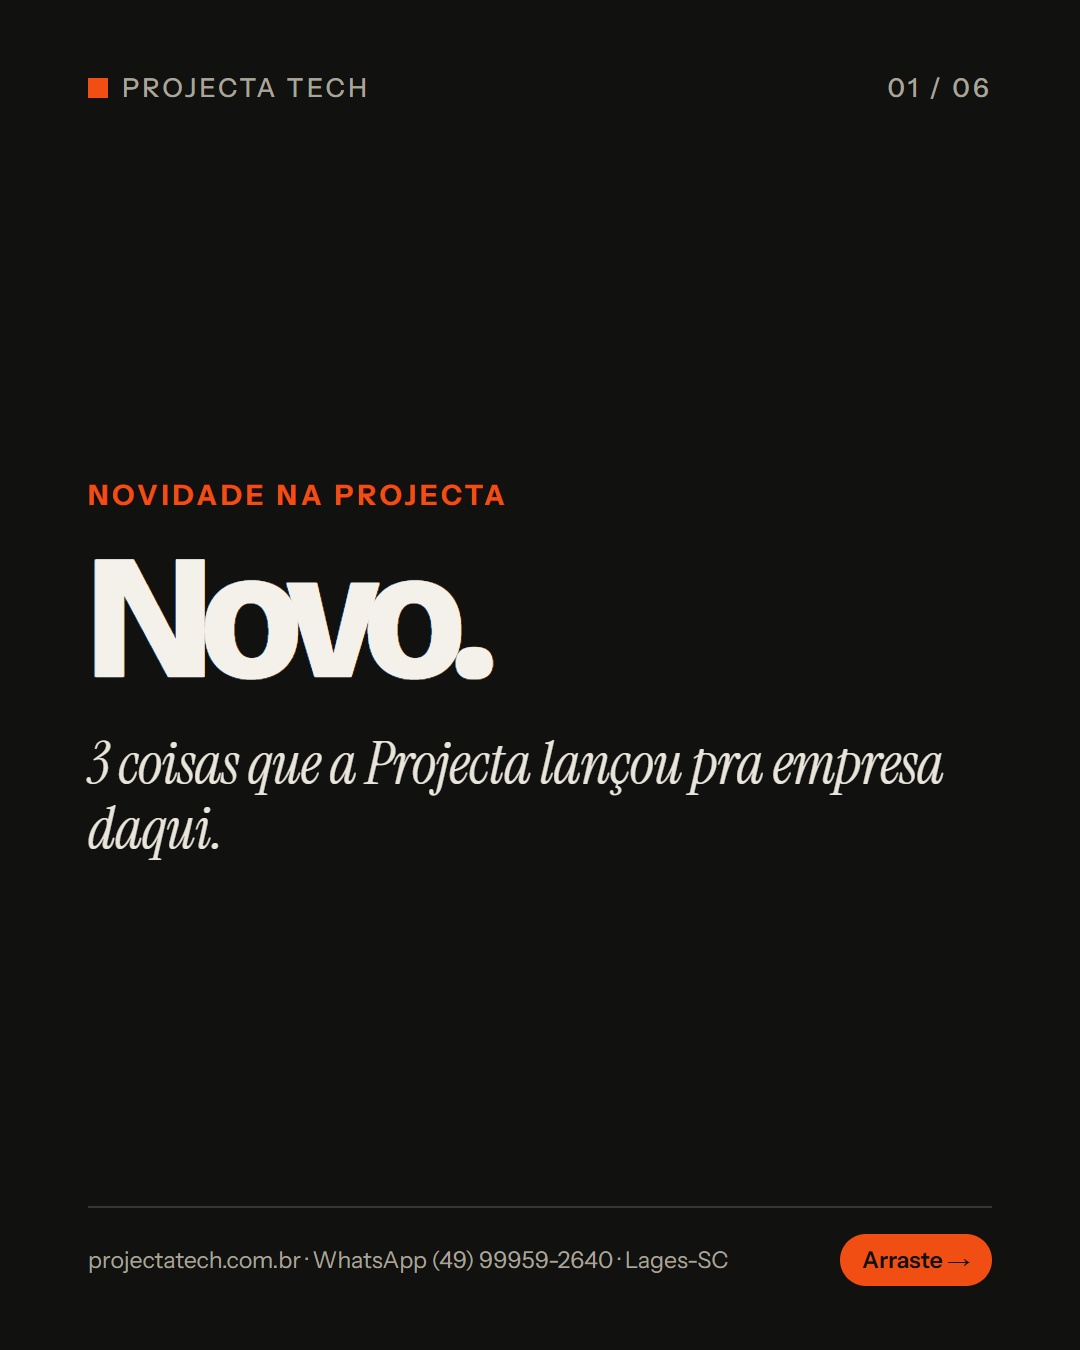 PROJECTA TECH
01 / 06
NOVIDADE NA PROJECTA
Novo.
3 coisas que a Projecta lançou pra empresa
daqui.
projectatech.com.br · WhatsApp (49) 99959-2640 · Lages-SC
Arraste →